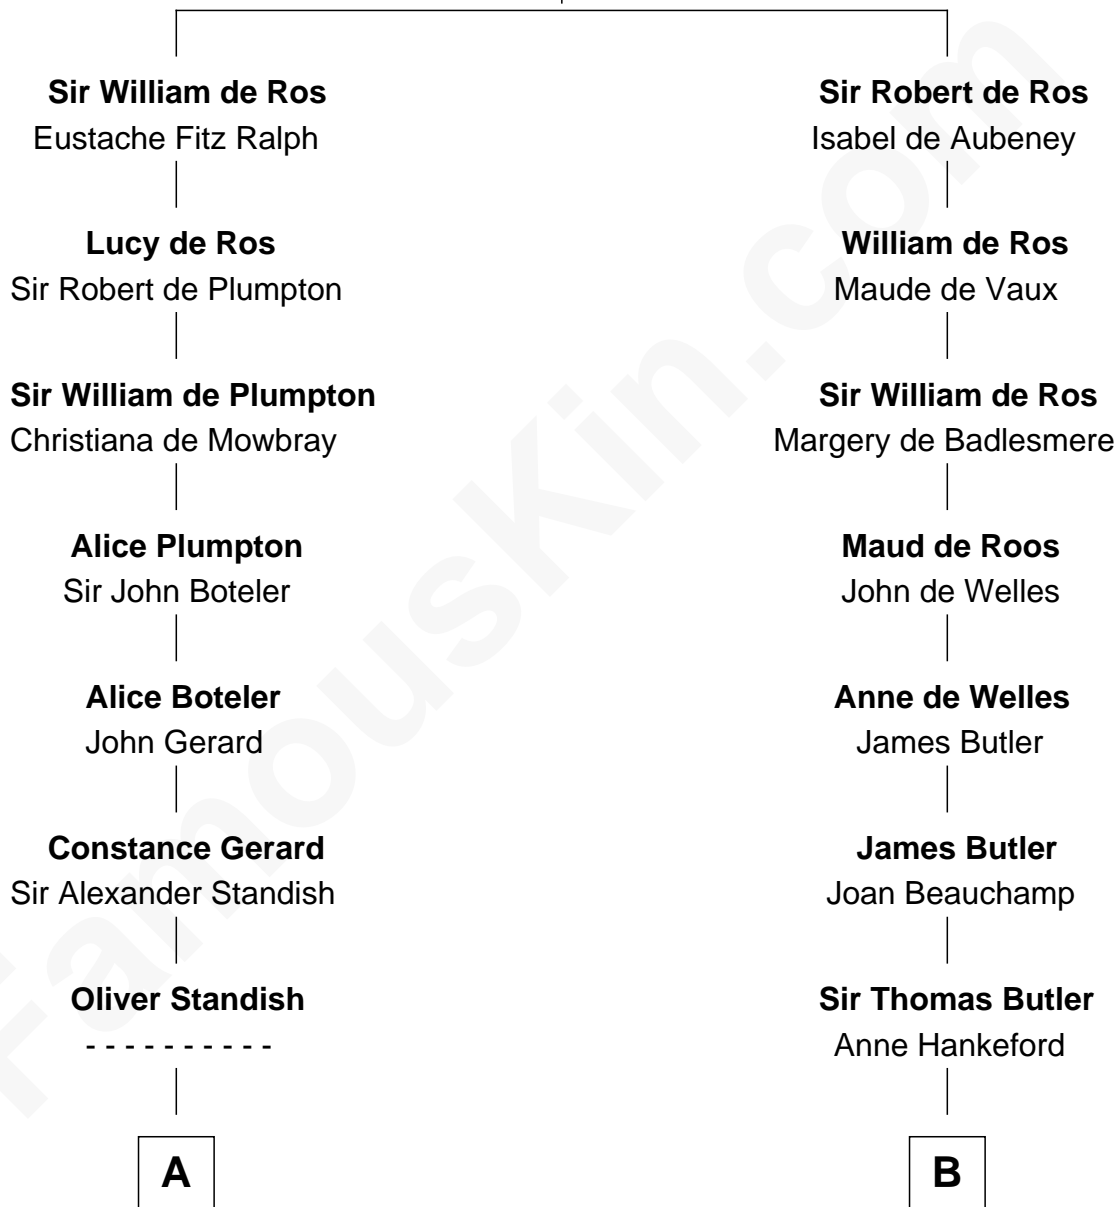 Sir William de Ros
Eustache Fitz Ralph
Sir Robert de Ros
Isabel de Aubeney
Lucy de Ros
Sir Robert de Plumpton
William de Ros
Maude de Vaux
Sir William de Plumpton
Christiana de Mowbray
Sir William de Ros
Margery de Badlesmere
Alice Plumpton
Sir John Boteler
Maud de Roos
John de Welles
Alice Boteler
John Gerard
Anne de Welles
James Butler
Constance Gerard
Sir Alexander Standish
James Butler
Joan Beauchamp
Oliver Standish
- - - - - - - - - -
Sir Thomas Butler
Anne Hankeford
A
B
FamousKin.com